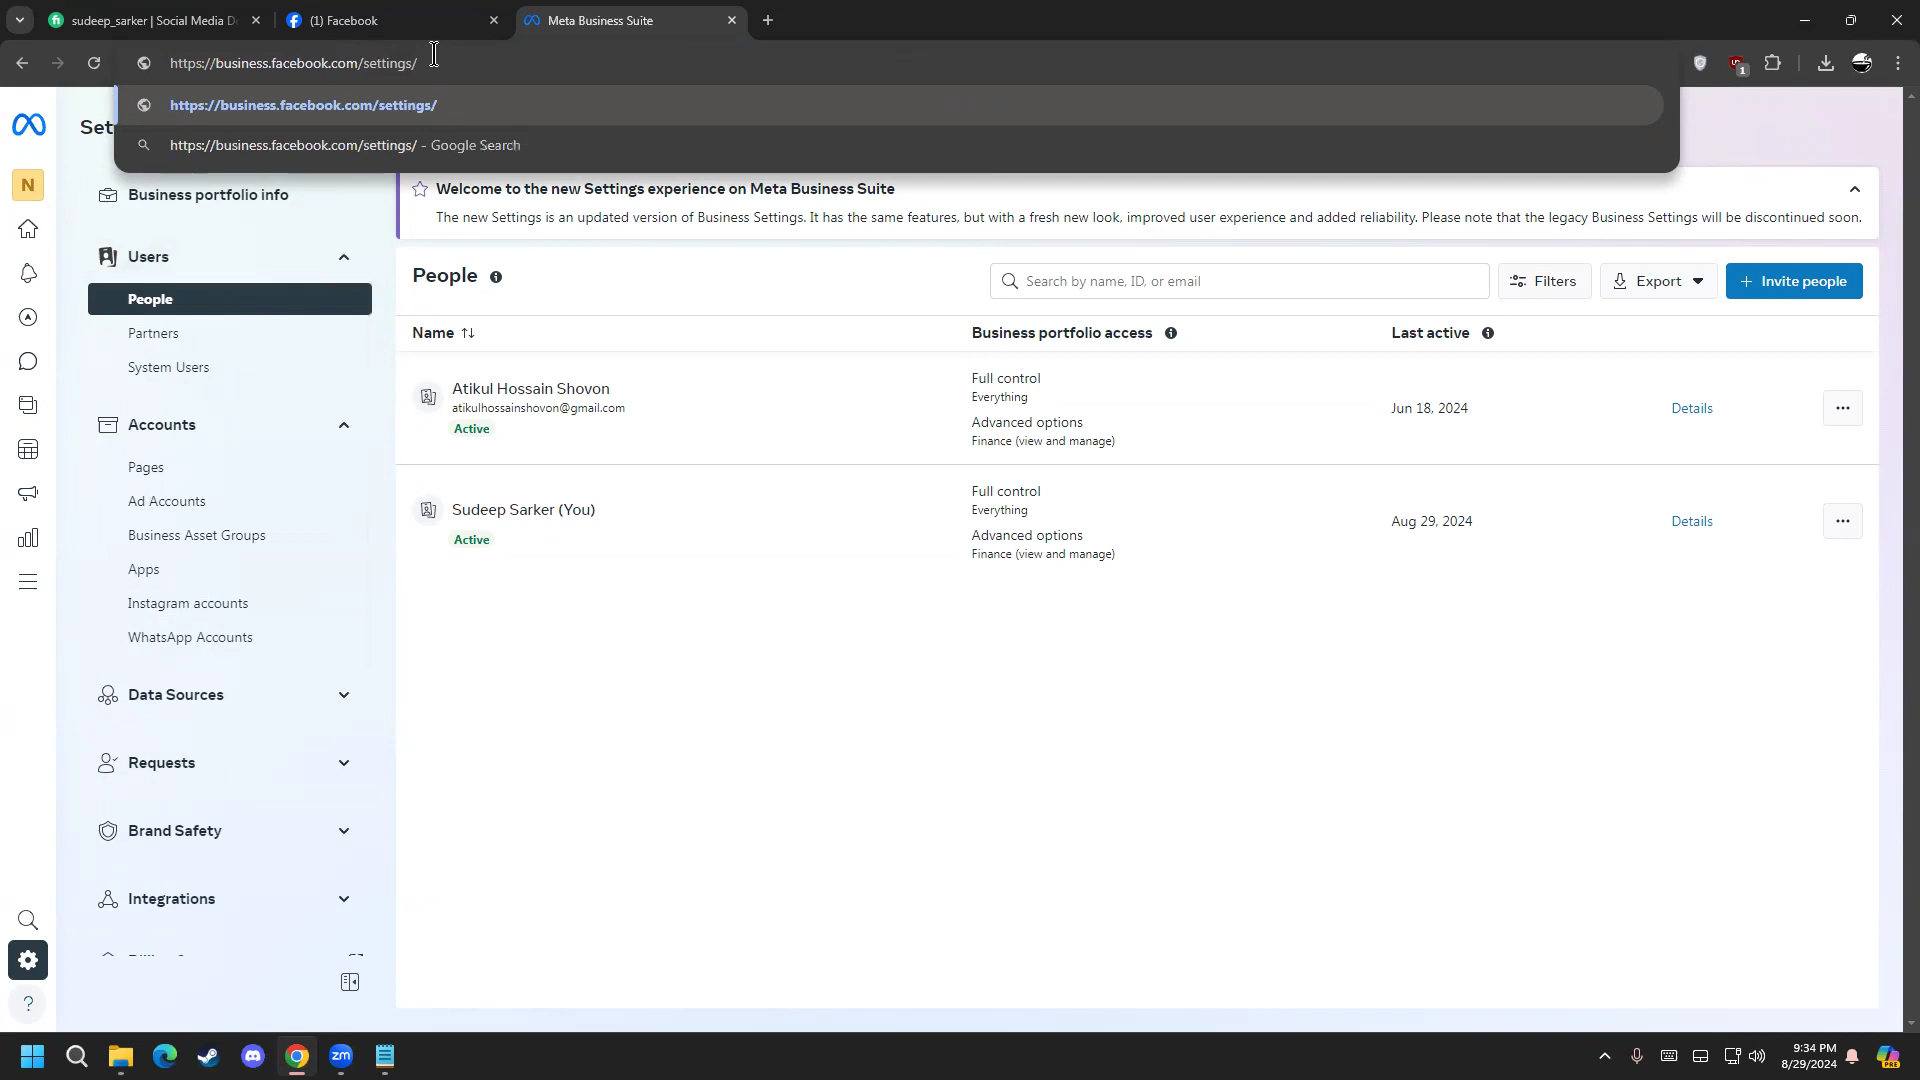 sudeep_sarker | Social Media D
(1) Facebook
Meta Business Suite
https://business.facebook.com/settings/
https://business.facebook.com/settings/
https://business.facebook.com/settings/ - Google Search
1
Set
N
Business portfolio info
Users
People
Partners
System Users
Accounts
Pages
Ad Accounts
Business Asset Groups
Apps
Instagram accounts
WhatsApp Accounts
Data Sources
Requests
Brand Safety
Integrations
Welcome to the new Settings experience on Meta Business Suite
The new Settings is an updated version of Business Settings. It has the same features, but with a fresh new look, improved user experience and added reliability. Please note that the legacy Business Settings will be discontinued soon.
People
Search by name, ID, or email
Filters
Export
Invite people
Name
Business portfolio access
Last active
Atikul Hossain Shovon
atikulhossainshovon@gmail.com
Active
Full control
Everything
Advanced options
Finance (view and manage)
Jun 18, 2024
Details
Sudeep Sarker (You)
Active
Full control
Everything
Advanced options
Finance (view and manage)
Aug 29, 2024
Details
zm
9:34 PM
8/29/2024
PRE